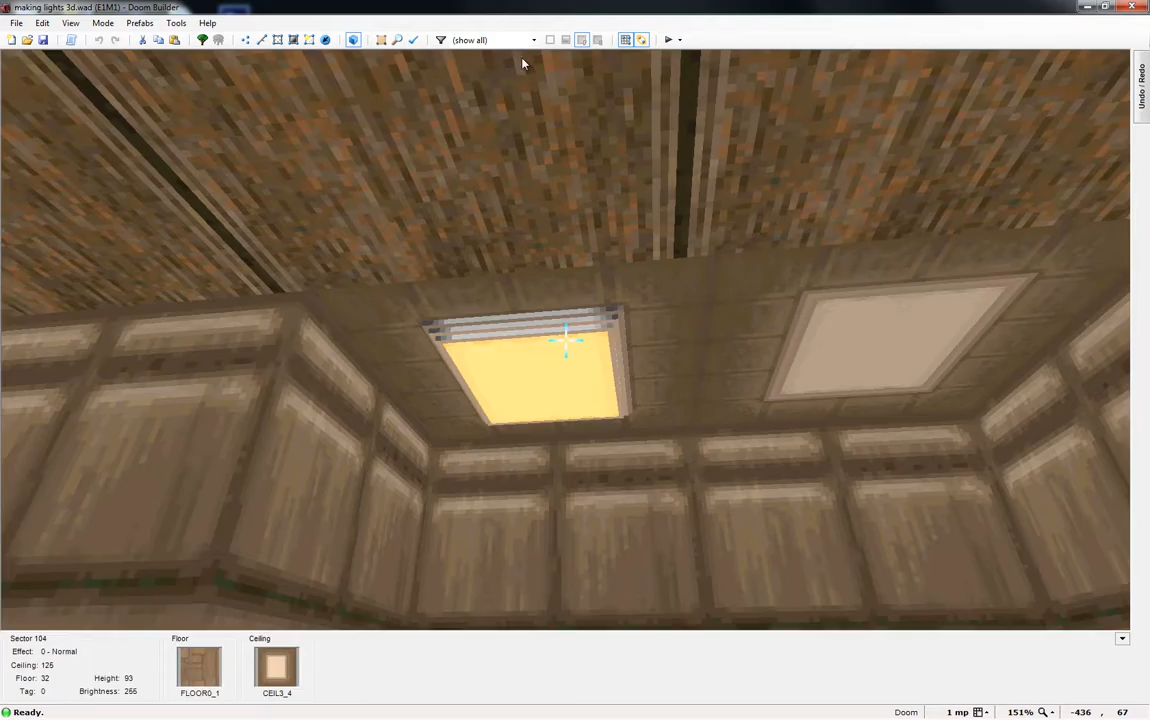 making lights 3d.wad (E1M1) - Doom Builder
File Edit View Mode Prefabs Tools Help
(show all)
Undo / Redo
Sector 104
Effect: 0 - Normal
Ceiling: 125
Floor: 32 Height: 93
Tag: 0 Brightness: 255
Floor
FLOOR0_1
Ceiling
CEIL3_4
Ready.
Doom 1 mp 151% -436 , 67